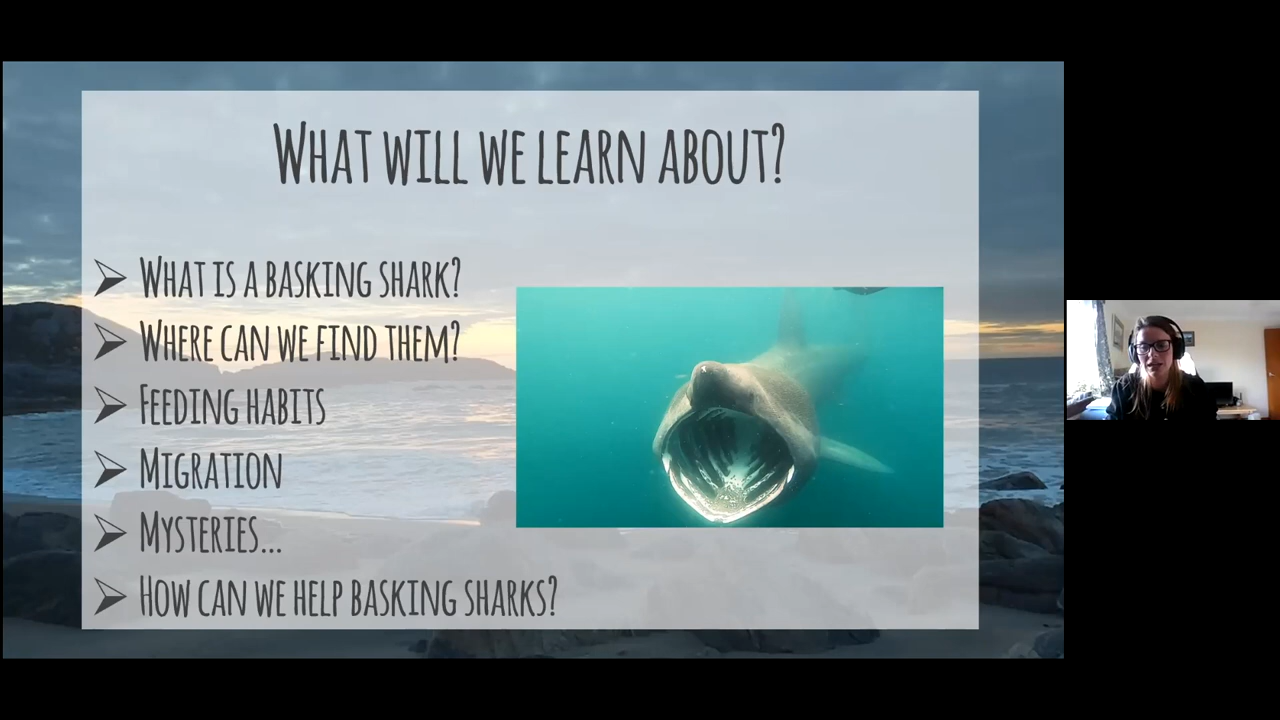 What will we learn about?
What is a basking shark?
Where can we find them?
Feeding habits
Migration
Mysteries...
How can we help basking sharks?